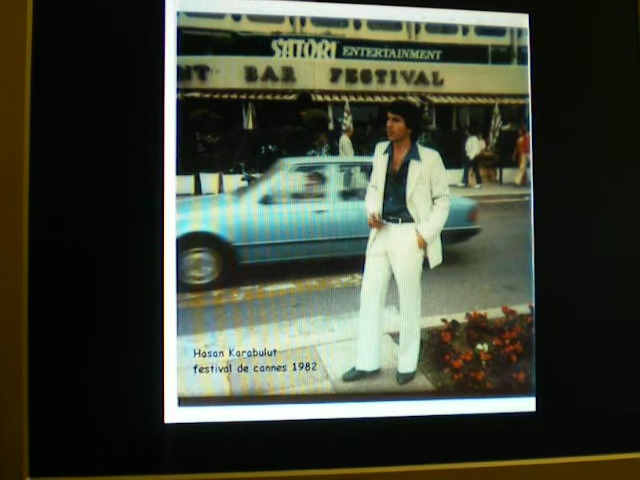 SATORI ENTERTAINMENT
NT BAR FESTIVAL
Hasan Karabulut
festival de cannes 1982